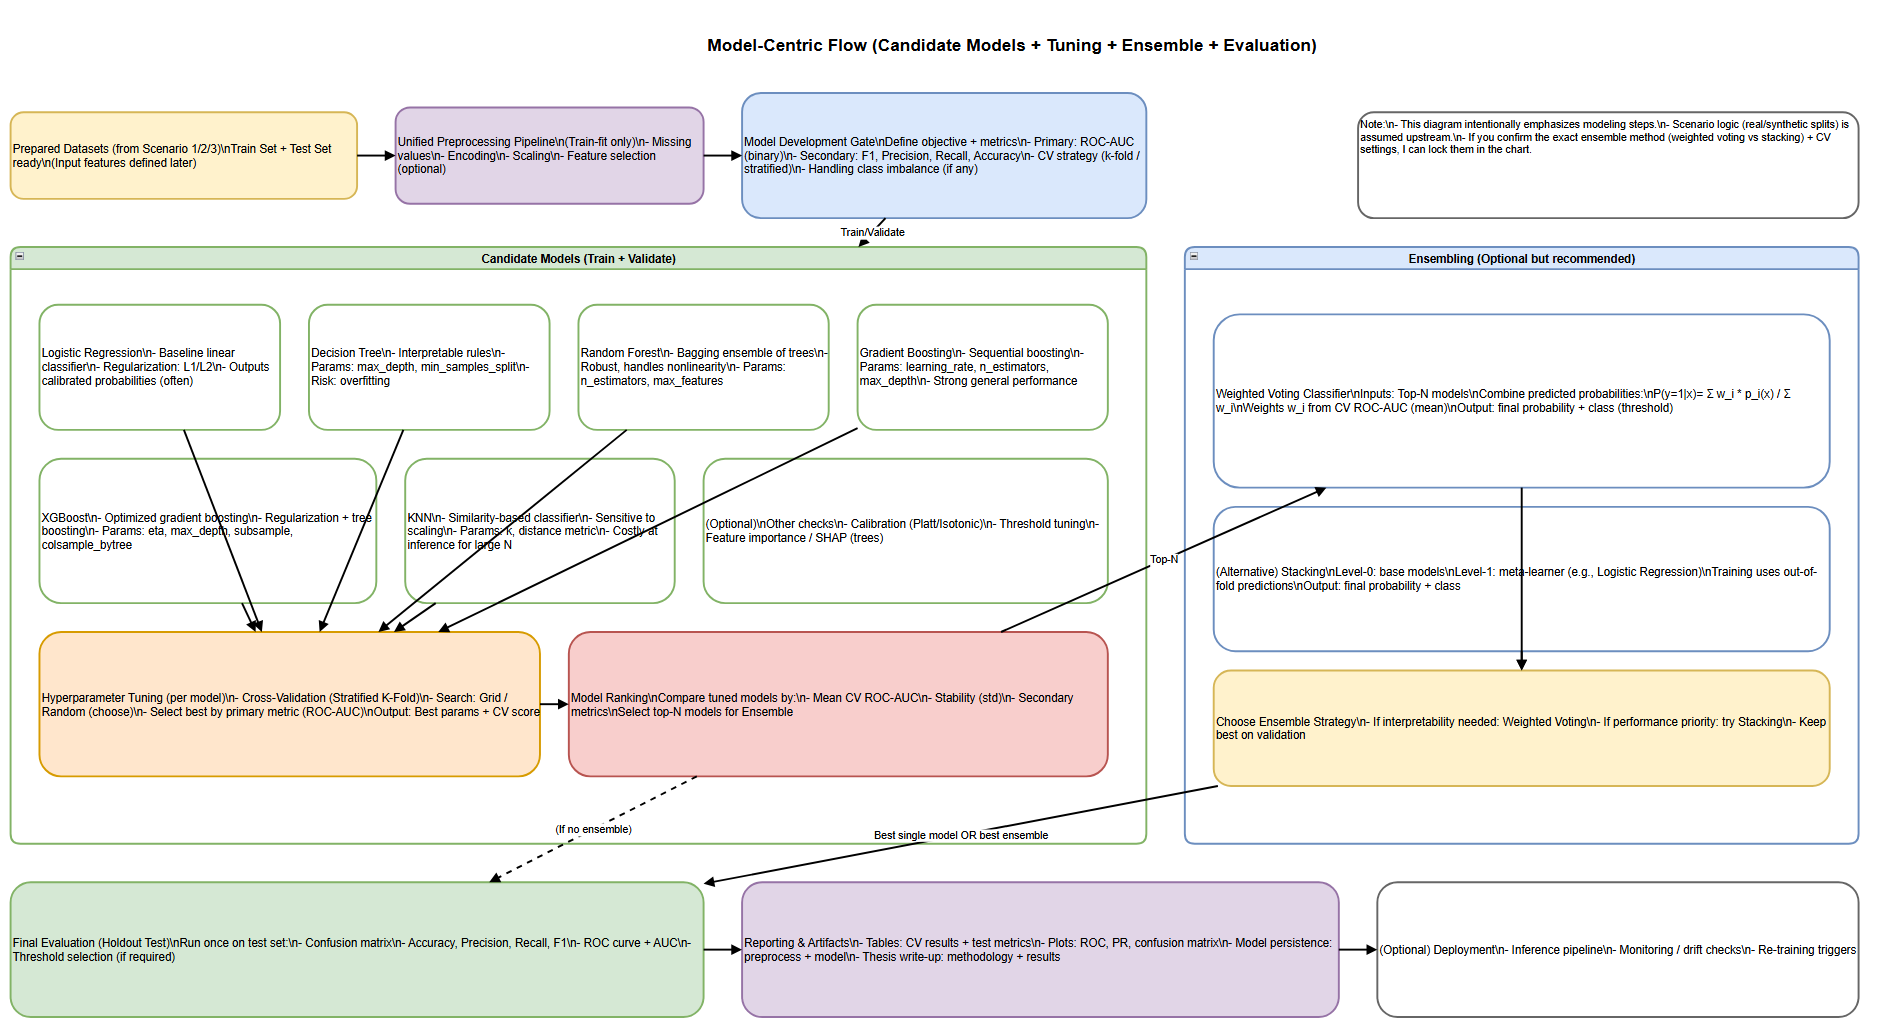 Model-Centric Flow (Candidate Models + Tuning + Ensemble + Evaluation)
Prepared Datasets (from Scenario 1/2/3)\nTrain Set + Test Set
ready\n(Input features defined later)
Unified Preprocessing Pipeline\n(Train-fit only)\n- Missing
values\n- Encoding\n- Scaling\n- Feature selection
(optional)
Model Development Gate\nDefine objective + metrics\n- Primary: ROC-AUC
(binary)\n- Secondary: F1, Precision, Recall, Accuracy\n- CV strategy (k-fold /
stratified)\n- Handling class imbalance (if any)
Note:\n- This diagram intentionally emphasizes modeling steps.\n- Scenario logic (real/synthetic splits) is
assumed upstream.\n- If you confirm the exact ensemble method (weighted voting vs stacking) + CV
settings, I can lock them in the chart.
Train/Validate
Candidate Models (Train + Validate)
Ensembling (Optional but recommended)
Logistic Regression\n- Baseline linear
classifier\n- Regularization: L1/L2\n- Outputs
calibrated probabilities (often)
Decision Tree\n- Interpretable rules\n-
Params: max_depth, min_samples_split\n-
Risk: overfitting
Random Forest\n- Bagging ensemble of trees\n-
Robust, handles nonlinearity\n- Params:
n_estimators, max_features
Gradient Boosting\n- Sequential boosting\n-
Params: learning_rate, n_estimators,
max_depth\n- Strong general performance
Weighted Voting Classifier\nInputs: Top-N models\nCombine predicted probabilities:\nP(y=1|x)= Σ w_i * p_i(x) / Σ
w_i\nWeights w_i from CV ROC-AUC (mean)\nOutput: final probability + class (threshold)
XGBoost\n- Optimized gradient boosting\n- Regularization + tree
boosting\n- Params: eta, max_depth, subsample,
colsample_bytree
KNN\n- Similarity-based classifier\n- Sensitive to
scaling\n- Params: k, distance metric\n- Costly at
inference for large N
(Optional)\nOther checks\n- Calibration (Platt/Isotonic)\n- Threshold tuning\n-
Feature importance / SHAP (trees)
Top-N
(Alternative) Stacking\nLevel-0: base models\nLevel-1: meta-learner (e.g., Logistic Regression)\nTraining uses out-of-
fold predictions\nOutput: final probability + class
Hyperparameter Tuning (per model)\n- Cross-Validation (Stratified K-Fold)\n- Search: Grid /
Random (choose)\n- Select best by primary metric (ROC-AUC)\nOutput: Best params + CV score
Model Ranking\nCompare tuned models by:\n- Mean CV ROC-AUC\n- Stability (std)\n- Secondary
metrics\nSelect top-N models for Ensemble
Choose Ensemble Strategy\n- If interpretability needed: Weighted Voting\n- If performance priority: try Stacking\n- Keep
best on validation
(If no ensemble)
Best single model OR best ensemble
Final Evaluation (Holdout Test)\nRun once on test set:\n- Confusion matrix\n- Accuracy, Precision, Recall, F1\n- ROC curve + AUC\n-
Threshold selection (if required)
Reporting & Artifacts\n- Tables: CV results + test metrics\n- Plots: ROC, PR, confusion matrix\n- Model persistence:
preprocess + model\n- Thesis write-up: methodology + results
(Optional) Deployment\n- Inference pipeline\n- Monitoring / drift checks\n- Re-training triggers